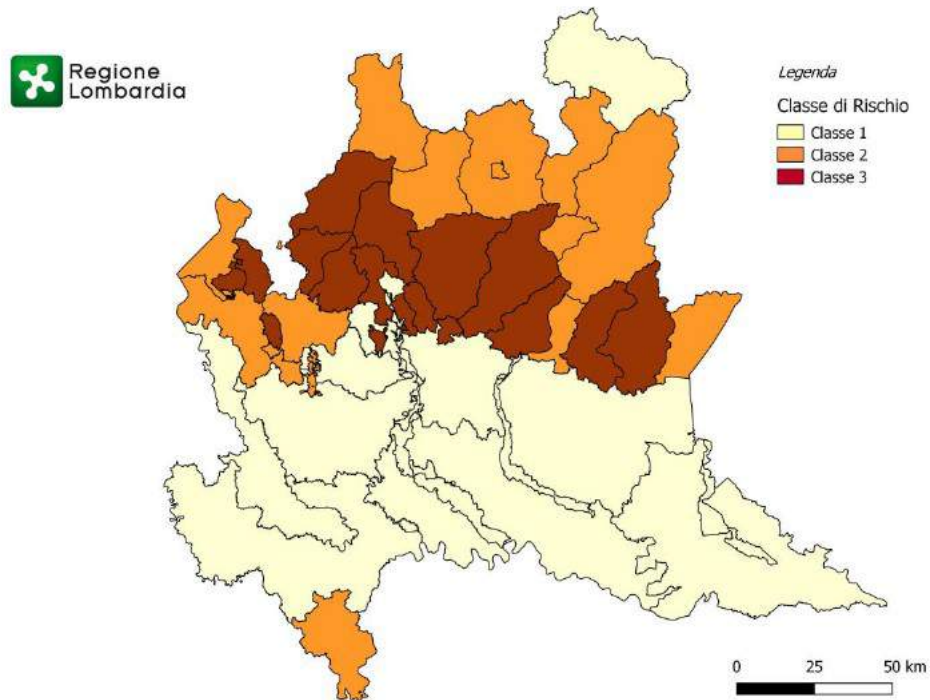 Regione
Lombardia
Legenda
Classe di Rischio
Classe 1
Classe 2
Classe 3
0 25 50 km